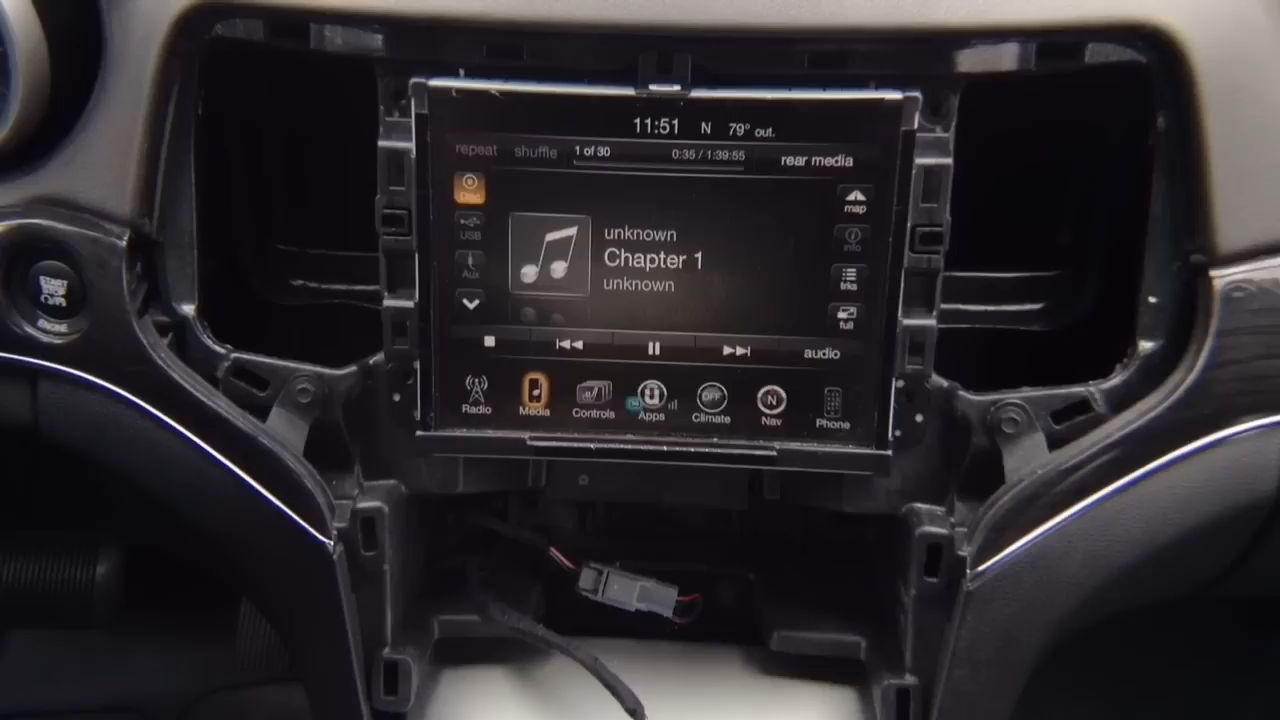 11:51 N 79° out.
repeat shuffle 1 of 30 0:35 / 1:39:55 rear media
Disc
map
USB
info
Aux
trks
full
unknown
Chapter 1
unknown
audio
Radio Media Controls Apps Climate Nav Phone
OFF
N
START
STOP
ENGINE